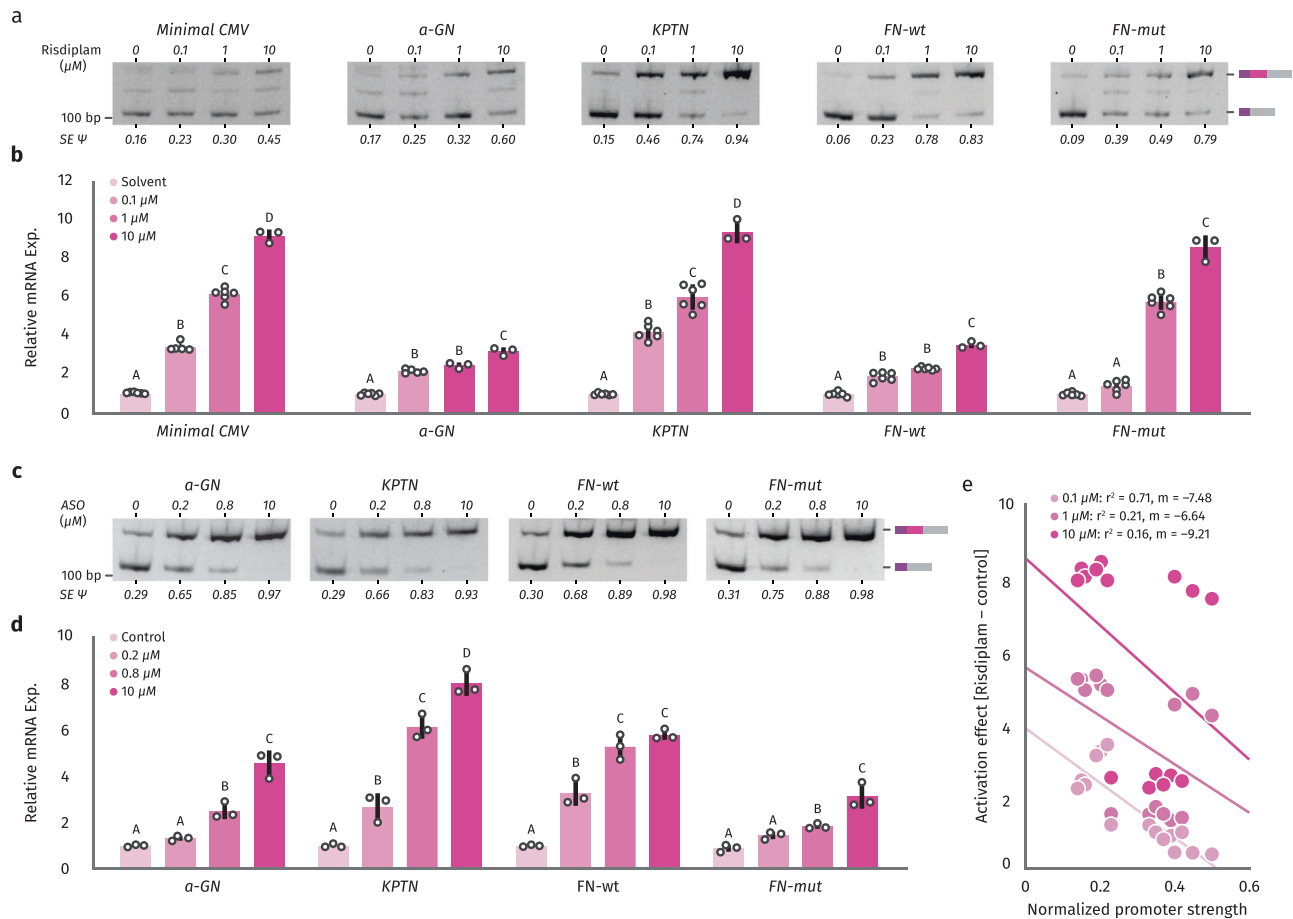 a
Minimal CMV
α-GN
KPTN
FN-wt
FN-mut
Risdiplam (µM)
0 0.1 1 10
0 0.1 1 10
0 0.1 1 10
0 0.1 1 10
0 0.1 1 10
100 bp
SE Ψ
0.16 0.23 0.30 0.45
0.17 0.25 0.32 0.60
0.15 0.46 0.74 0.94
0.06 0.23 0.78 0.83
0.09 0.39 0.49 0.79
b
Relative mRNA Exp.
12
10
8
6
4
2
0
Solvent
0.1 µM
1 µM
10 µM
A B C D
A B B C
A B C D
A B B C
A A B C
Minimal CMV
α-GN
KPTN
FN-wt
FN-mut
c
α-GN
KPTN
FN-wt
FN-mut
ASO (µM)
0 0.2 0.8 10
0 0.2 0.8 10
0 0.2 0.8 10
0 0.2 0.8 10
100 bp
SE Ψ
0.29 0.65 0.85 0.97
0.29 0.66 0.83 0.93
0.30 0.68 0.89 0.98
0.31 0.75 0.88 0.98
d
Relative mRNA Exp.
10
8
6
4
2
0
Control
0.2 µM
0.8 µM
10 µM
A A B C
A B C D
A B C C
A A B C
α-GN
KPTN
FN-wt
FN-mut
e
0.1 µM: r² = 0.71, m = −7.48
1 µM: r² = 0.21, m = −6.64
10 µM: r² = 0.16, m = −9.21
Activation effect [Risdiplam – control]
10
8
6
4
2
0
0 0.2 0.4 0.6
Normalized promoter strength